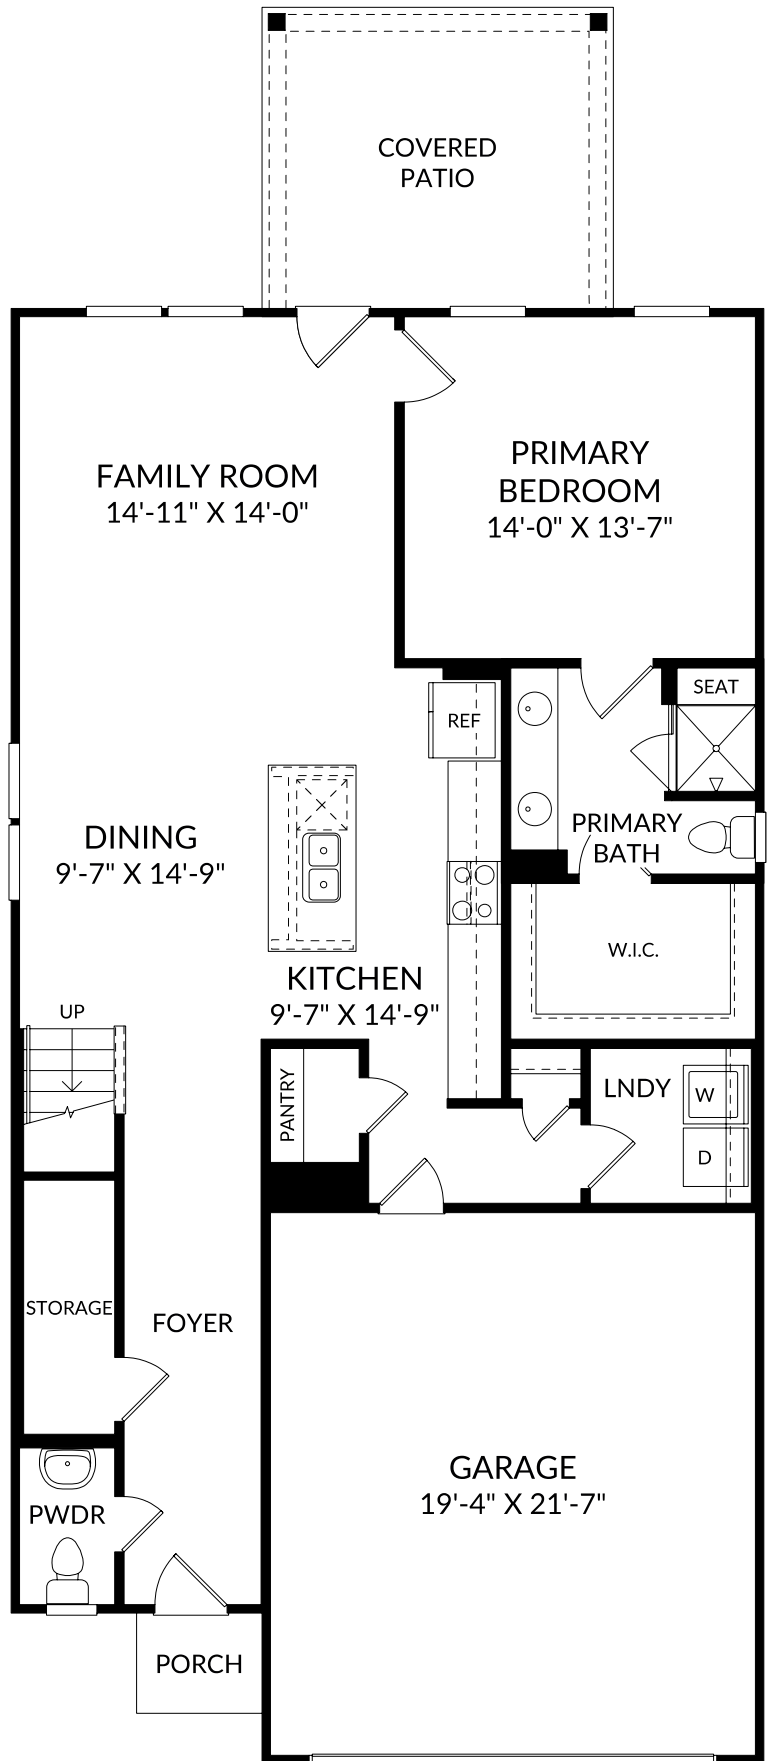 COVERED
PATIO
FAMILY ROOM
14'-11" X 14'-0"
PRIMARY
BEDROOM
14'-0" X 13'-7"
SEAT
REF
DINING
9'-7" X 14'-9"
PRIMARY
BATH
W.I.C.
KITCHEN
9'-7" X 14'-9"
UP
PANTRY
LNDY
W
D
STORAGE
FOYER
GARAGE
19'-4" X 21'-7"
PWDR
PORCH